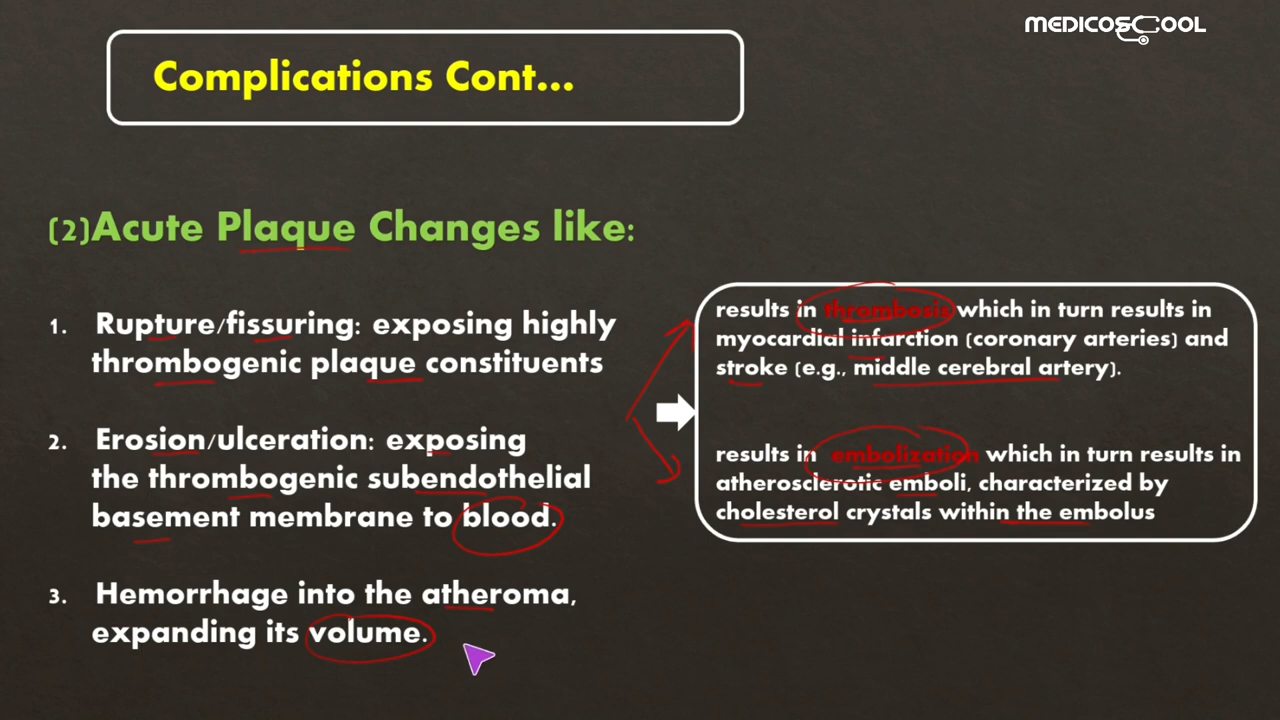 MEDICOSCOOL
Complications Cont...
(2)Acute Plaque Changes like:
1. Rupture/fissuring: exposing highly
thrombogenic plaque constituents
2. Erosion/ulceration: exposing
the thrombogenic subendothelial
basement membrane to blood.
3. Hemorrhage into the atheroma,
expanding its volume.
results in thrombosis which in turn results in
myocardial infarction (coronary arteries) and
stroke (e.g., middle cerebral artery).
results in embolization which in turn results in
atherosclerotic emboli, characterized by
cholesterol crystals within the embolus